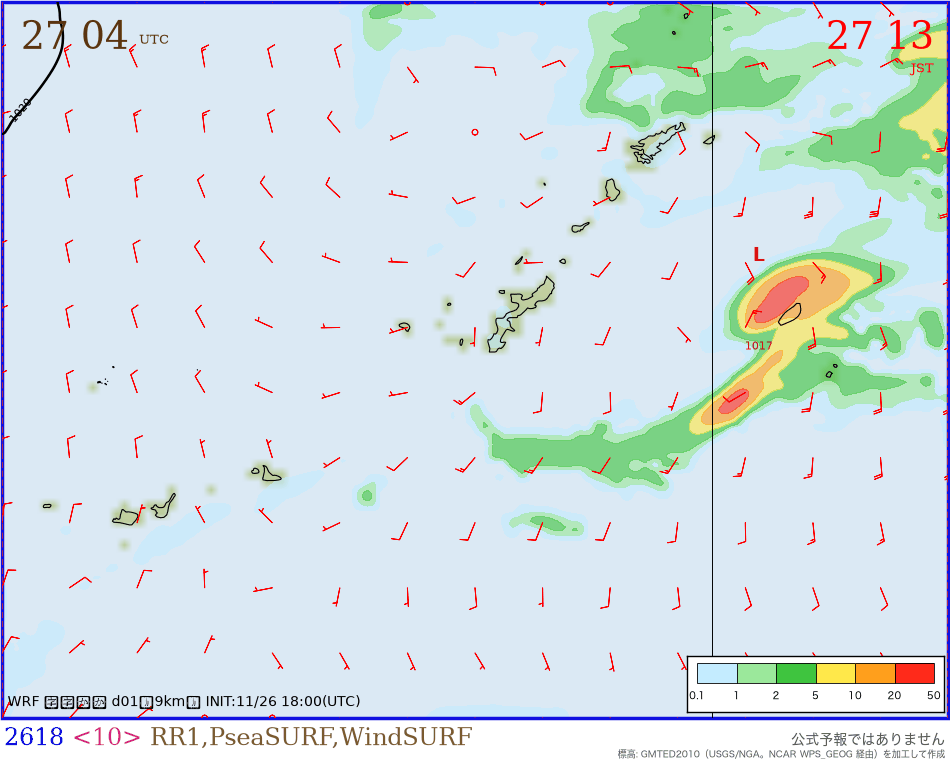 27 04 UTC
27 13
JST
1020
L
1017
0.1 1 2 5 10 20 50
WRF d01 9km INIT:11/26 18:00(UTC)
2618 <10> RR1,PseaSURF,WindSURF
公式予報ではありません
標高: GMTED2010（USGS/NGA。NCAR WPS_GEOG 経由）を加工して作成